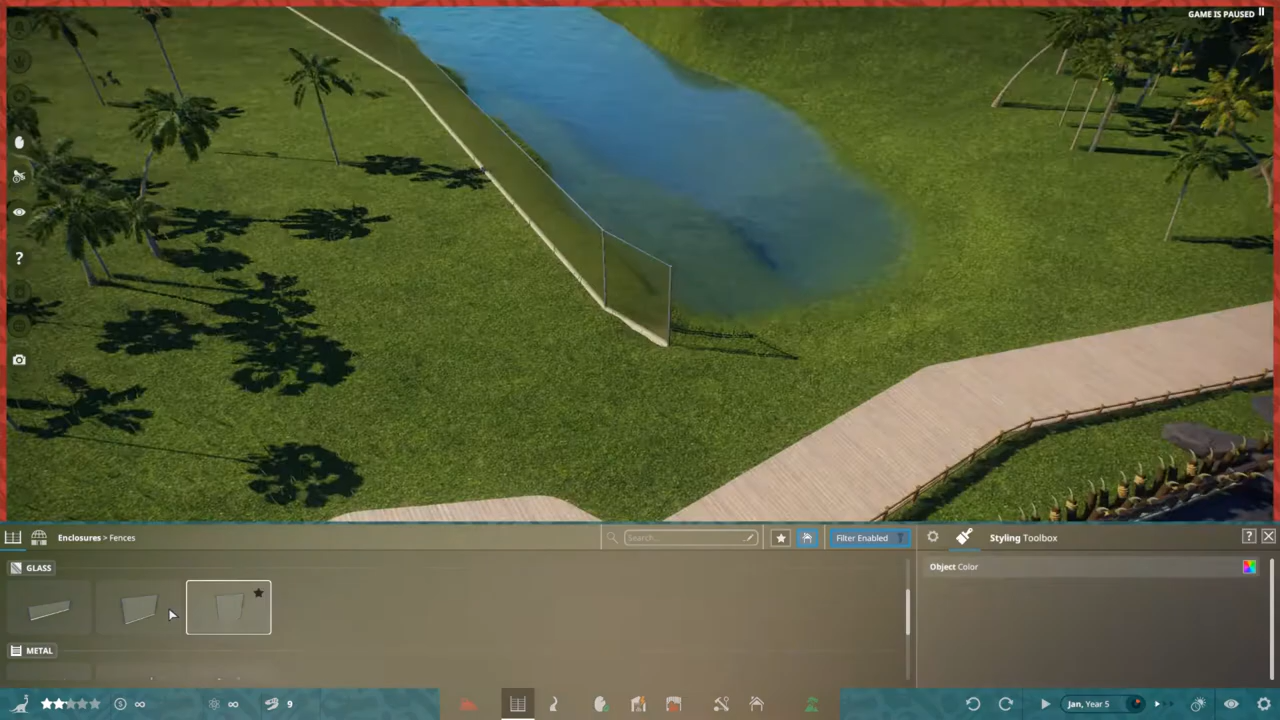 GAME IS PAUSED
?
Enclosures > Fences
Search...
Filter Enabled
Styling Toolbox
?
GLASS
Object Color
METAL
∞
∞
9
Jan, Year 5